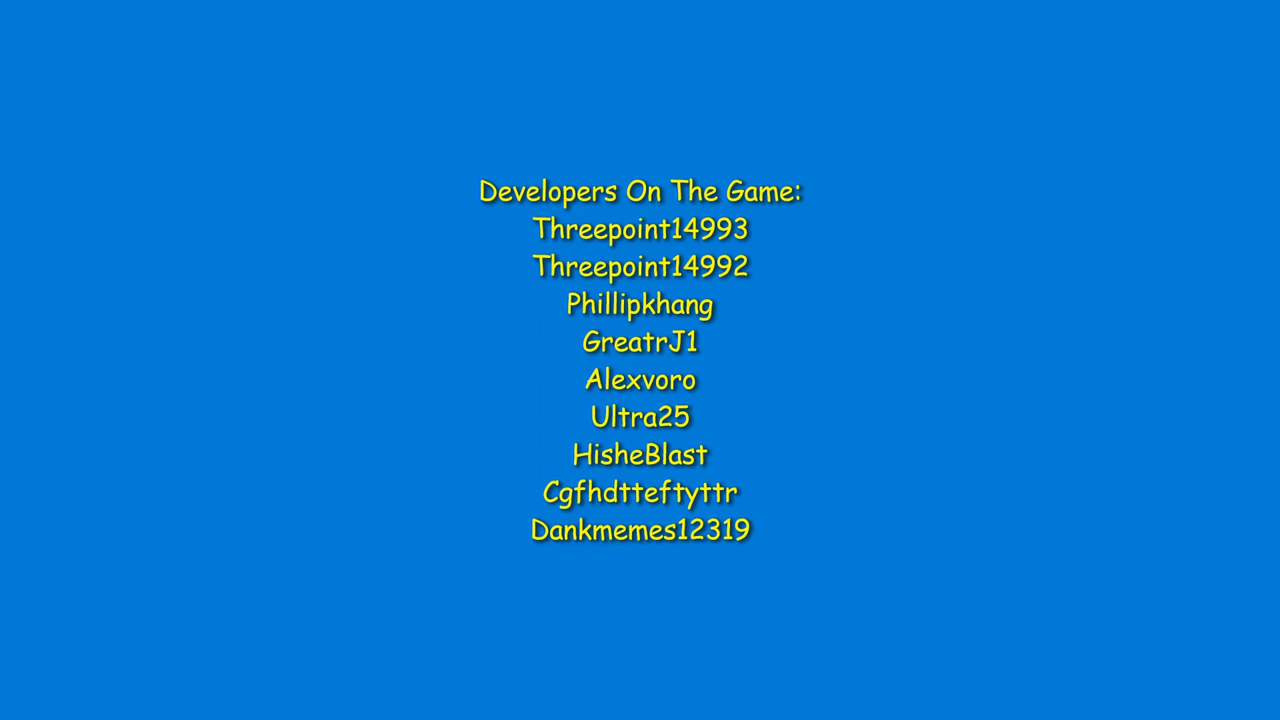 Developers On The Game:
Threepoint14993
Threepoint14992
Phillipkhang
GreatrJ1
Alexvoro
Ultra25
HisheBlast
Cgfhdtteftyttr
Dankmemes12319